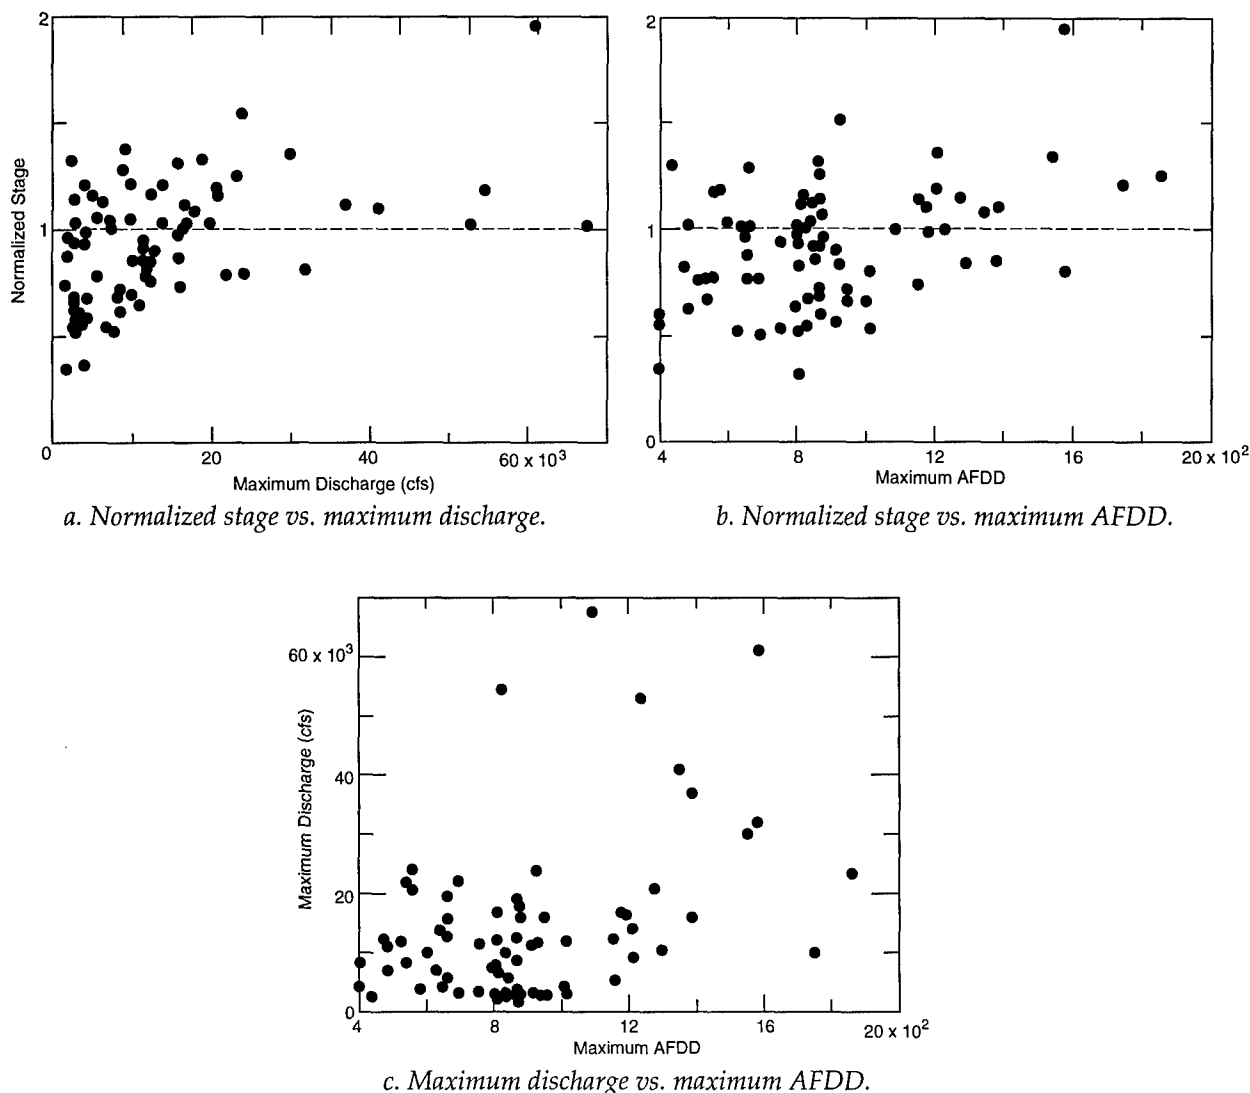 2
Normalized Stage
1
0
0
20
40
60 x 10³
Maximum Discharge (cfs)
a. Normalized stage vs. maximum discharge.
2
1
0
4
8
12
16
20 x 10²
Maximum AFDD
b. Normalized stage vs. maximum AFDD.
60 x 10³
Maximum Discharge (cfs)
40
20
0
4
8
12
16
20 x 10²
Maximum AFDD
c. Maximum discharge vs. maximum AFDD.